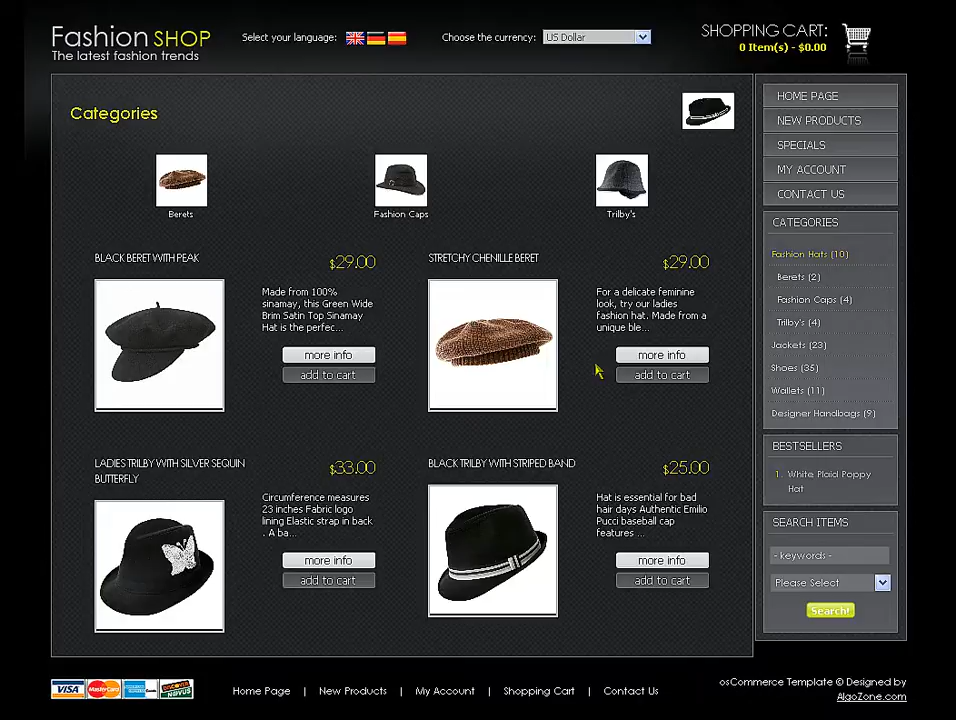 Fashion SHOP
The latest fashion trends
Select your language:
Choose the currency:
US Dollar
SHOPPING CART:
0 Item(s) - $0.00
Categories
Berets
Fashion Caps
Trilby's
BLACK BERET WITH PEAK
$29.00
Made from 100%
sinamay, this Green Wide
Brim Satin Top Sinamay
Hat is the perfec...
more info
add to cart
STRETCHY CHENILLE BERET
$29.00
For a delicate feminine
look, try our ladies
fashion hat. Made from a
unique ble...
more info
add to cart
LADIES TRILBY WITH SILVER SEQUIN
BUTTERFLY
$33.00
Circumference measures
23 inches Fabric logo
lining Elastic strap in back
. A ba...
more info
add to cart
BLACK TRILBY WITH STRIPED BAND
$25.00
Hat is essential for bad
hair days Authentic Emilio
Pucci baseball cap
features ...
more info
add to cart
HOME PAGE
NEW PRODUCTS
SPECIALS
MY ACCOUNT
CONTACT US
CATEGORIES
Fashion Hats (10)
Berets (2)
Fashion Caps (4)
Trilby's (4)
Jackets (23)
Shoes (35)
Wallets (11)
Designer Handbags (9)
BESTSELLERS
1. White Plaid Poppy
Hat
SEARCH ITEMS
- keywords -
Please Select
Search!
VISA MasterCard
Home Page | New Products | My Account | Shopping Cart | Contact Us
osCommerce Template © Designed by
AlgoZone.com